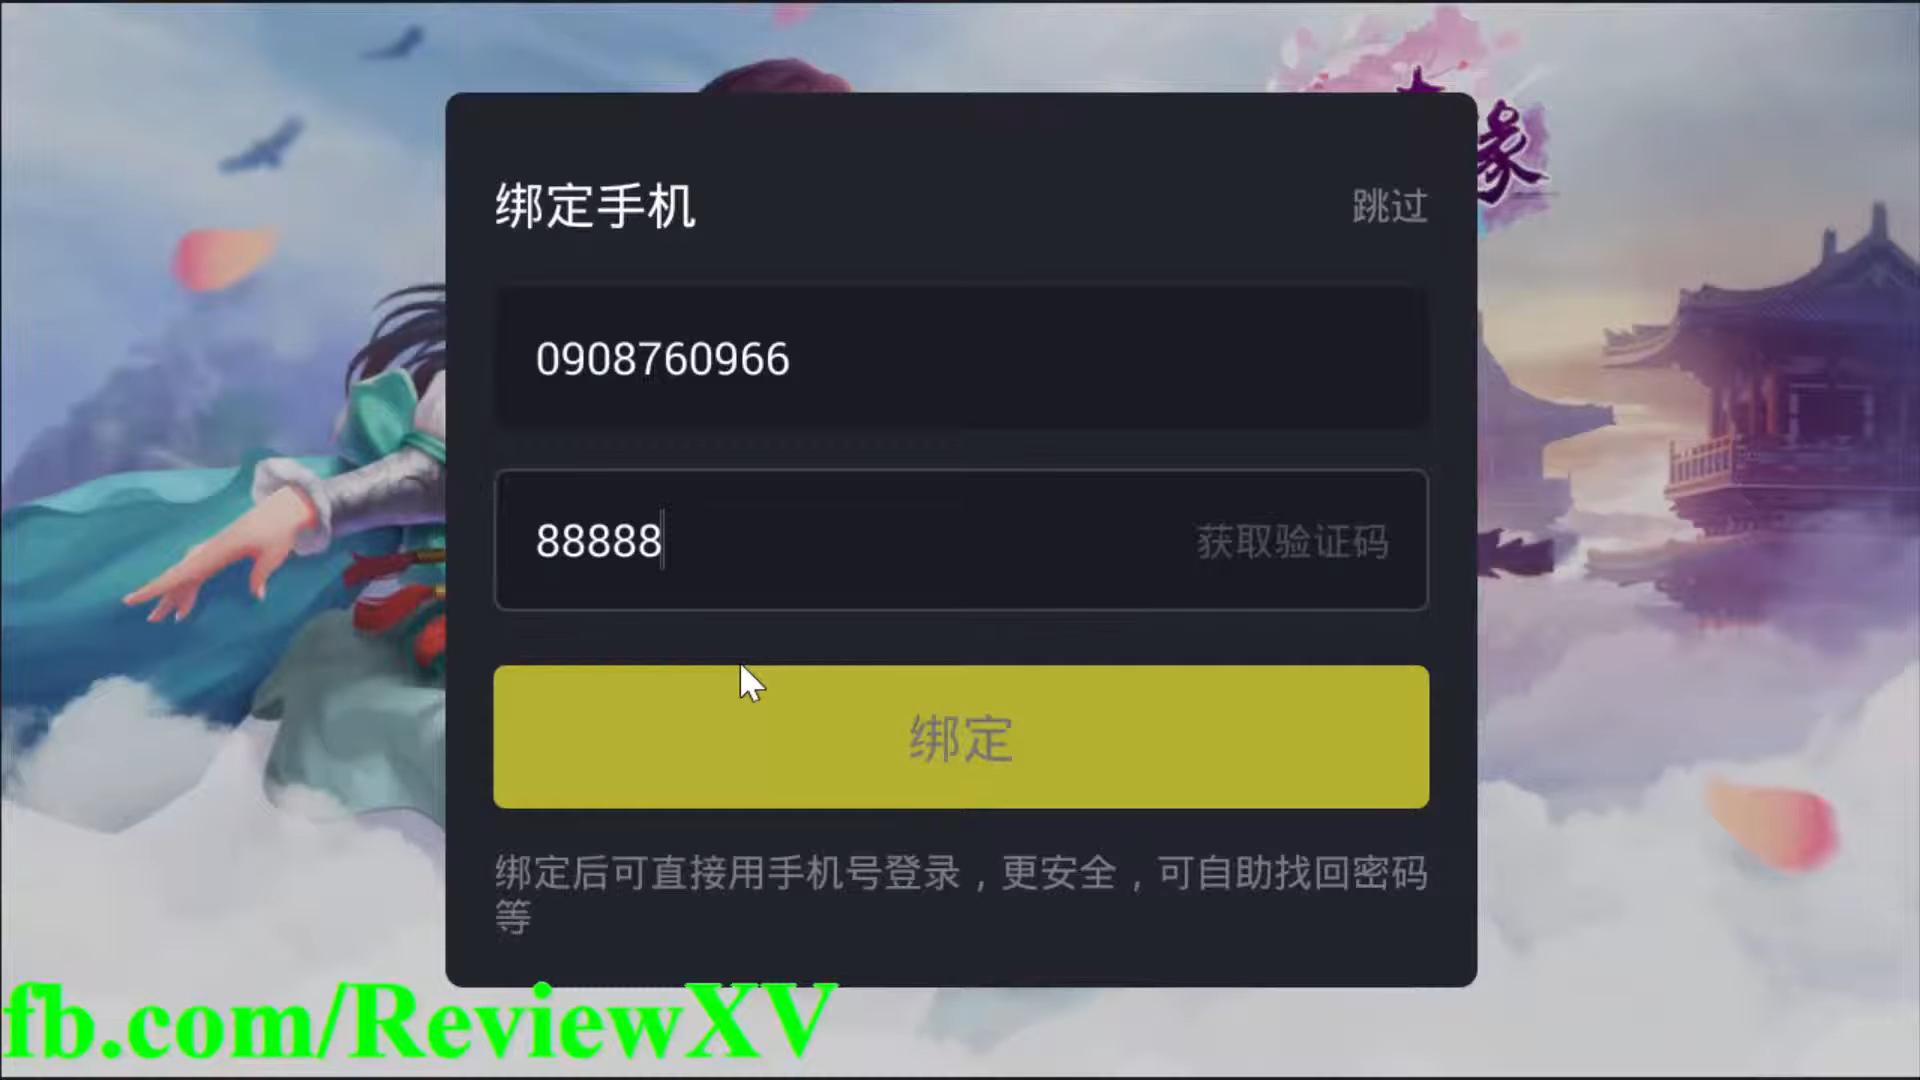 缘
绑定手机
跳过
0908760966
88888
获取验证码
绑定
绑定后可直接用手机号登录，更安全，可自助找回密码
等
fb.com/ReviewXV